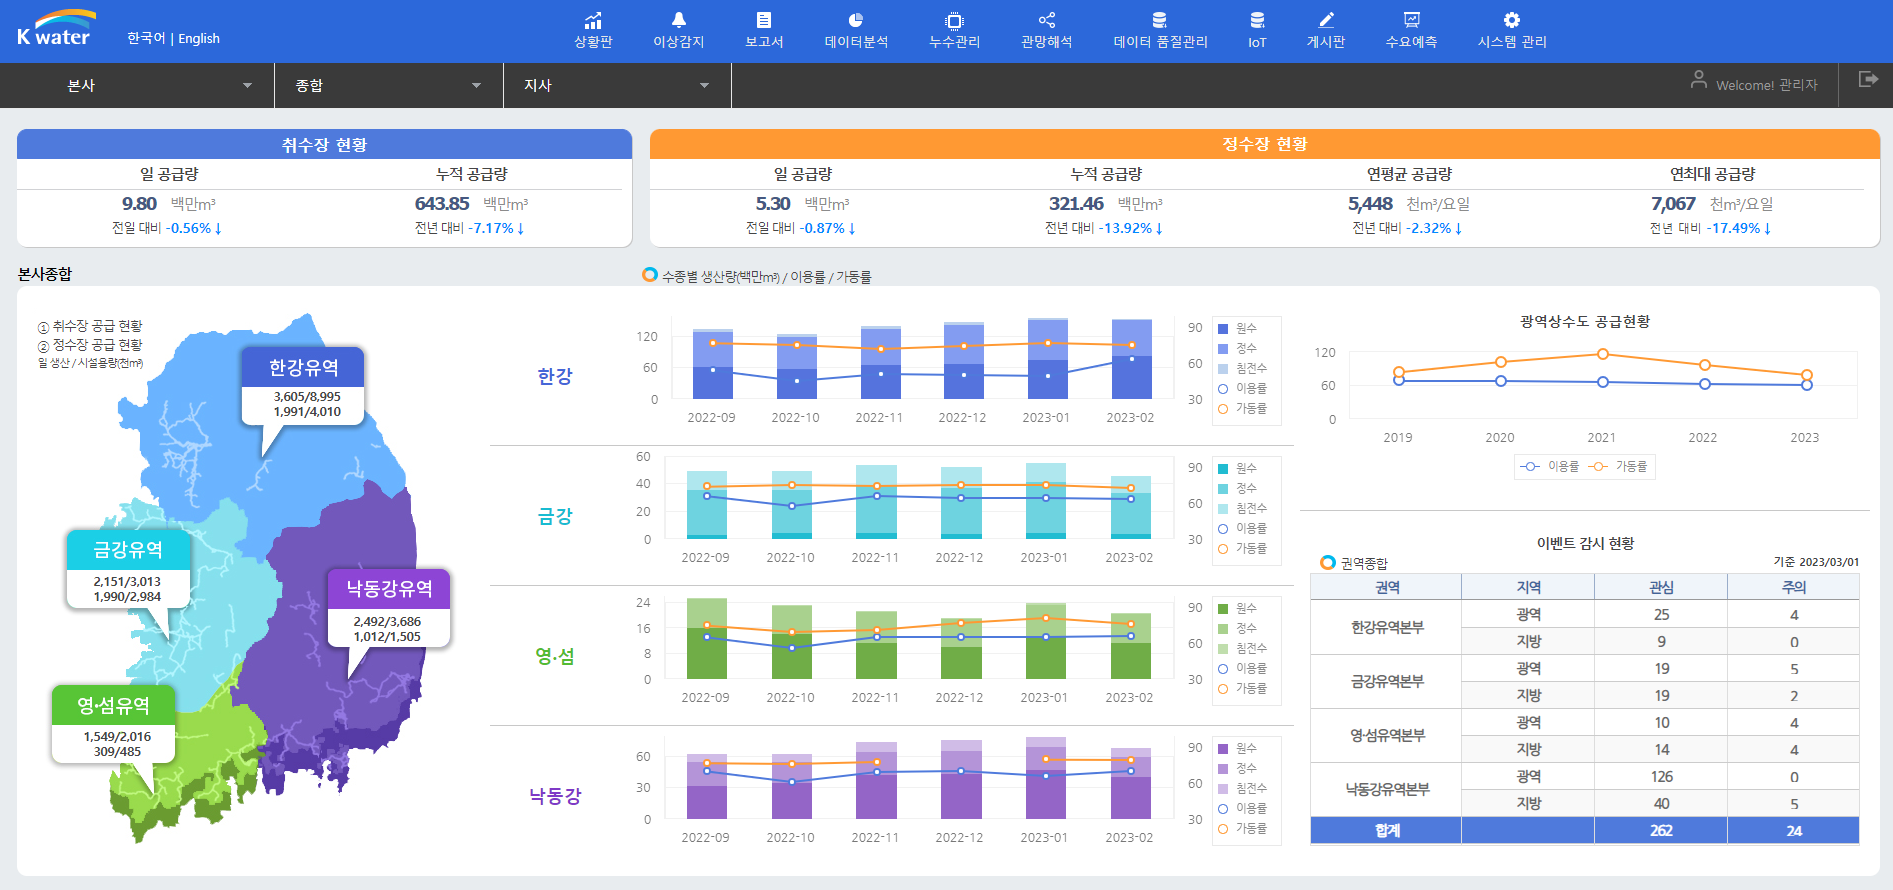 K water
한국어 | English
상황판 이상감지 보고서 데이터분석 누수관리 관망해석 데이터 품질관리 IoT 게시판 수요예측 시스템 관리
본사 종합 지사 Welcome! 관리자
취수장 현황
일 공급량 누적 공급량
9.80 백만m³ 643.85 백만m³
전일 대비 -0.56%↓ 전년 대비 -7.17%↓
정수장 현황
일 공급량 누적 공급량 연평균 공급량 연최대 공급량
5.30 백만m³ 321.46 백만m³ 5,448 천m³/요일 7,067 천m³/요일
전일 대비 -0.87%↓ 전년 대비 -13.92%↓ 전년 대비 -2.32%↓ 전년 대비 -17.49%↓
본사종합
① 취수장 공급 현황
② 정수장 공급 현황
일 생산 / 시설용량(천m³)
한강유역
3,605/8,995
1,991/4,010
금강유역
2,151/3,013
1,990/2,984
낙동강유역
2,492/3,686
1,012/1,505
영·섬유역
1,549/2,016
309/485
수종별 생산량(백만m³) / 이용률 / 가동률
한강
120
60
0
90
60
30
2022-09 2022-10 2022-11 2022-12 2023-01 2023-02
원수
정수
침전수
이용률
가동률
금강
60
40
20
0
90
60
30
2022-09 2022-10 2022-11 2022-12 2023-01 2023-02
원수
정수
침전수
이용률
가동률
영·섬
24
16
8
0
90
60
30
2022-09 2022-10 2022-11 2022-12 2023-01 2023-02
원수
정수
침전수
이용률
가동률
낙동강
60
30
0
90
60
30
2022-09 2022-10 2022-11 2022-12 2023-01 2023-02
원수
정수
침전수
이용률
가동률
광역상수도 공급현황
120
60
0
2019 2020 2021 2022 2023
이용률 가동률
이벤트 감시 현황
권역종합 기준 2023/03/01
권역 지역 관심 주의
한강유역본부 광역 25 4
지방 9 0
금강유역본부 광역 19 5
지방 19 2
영·섬유역본부 광역 10 4
지방 14 4
낙동강유역본부 광역 126 0
지방 40 5
합계 262 24